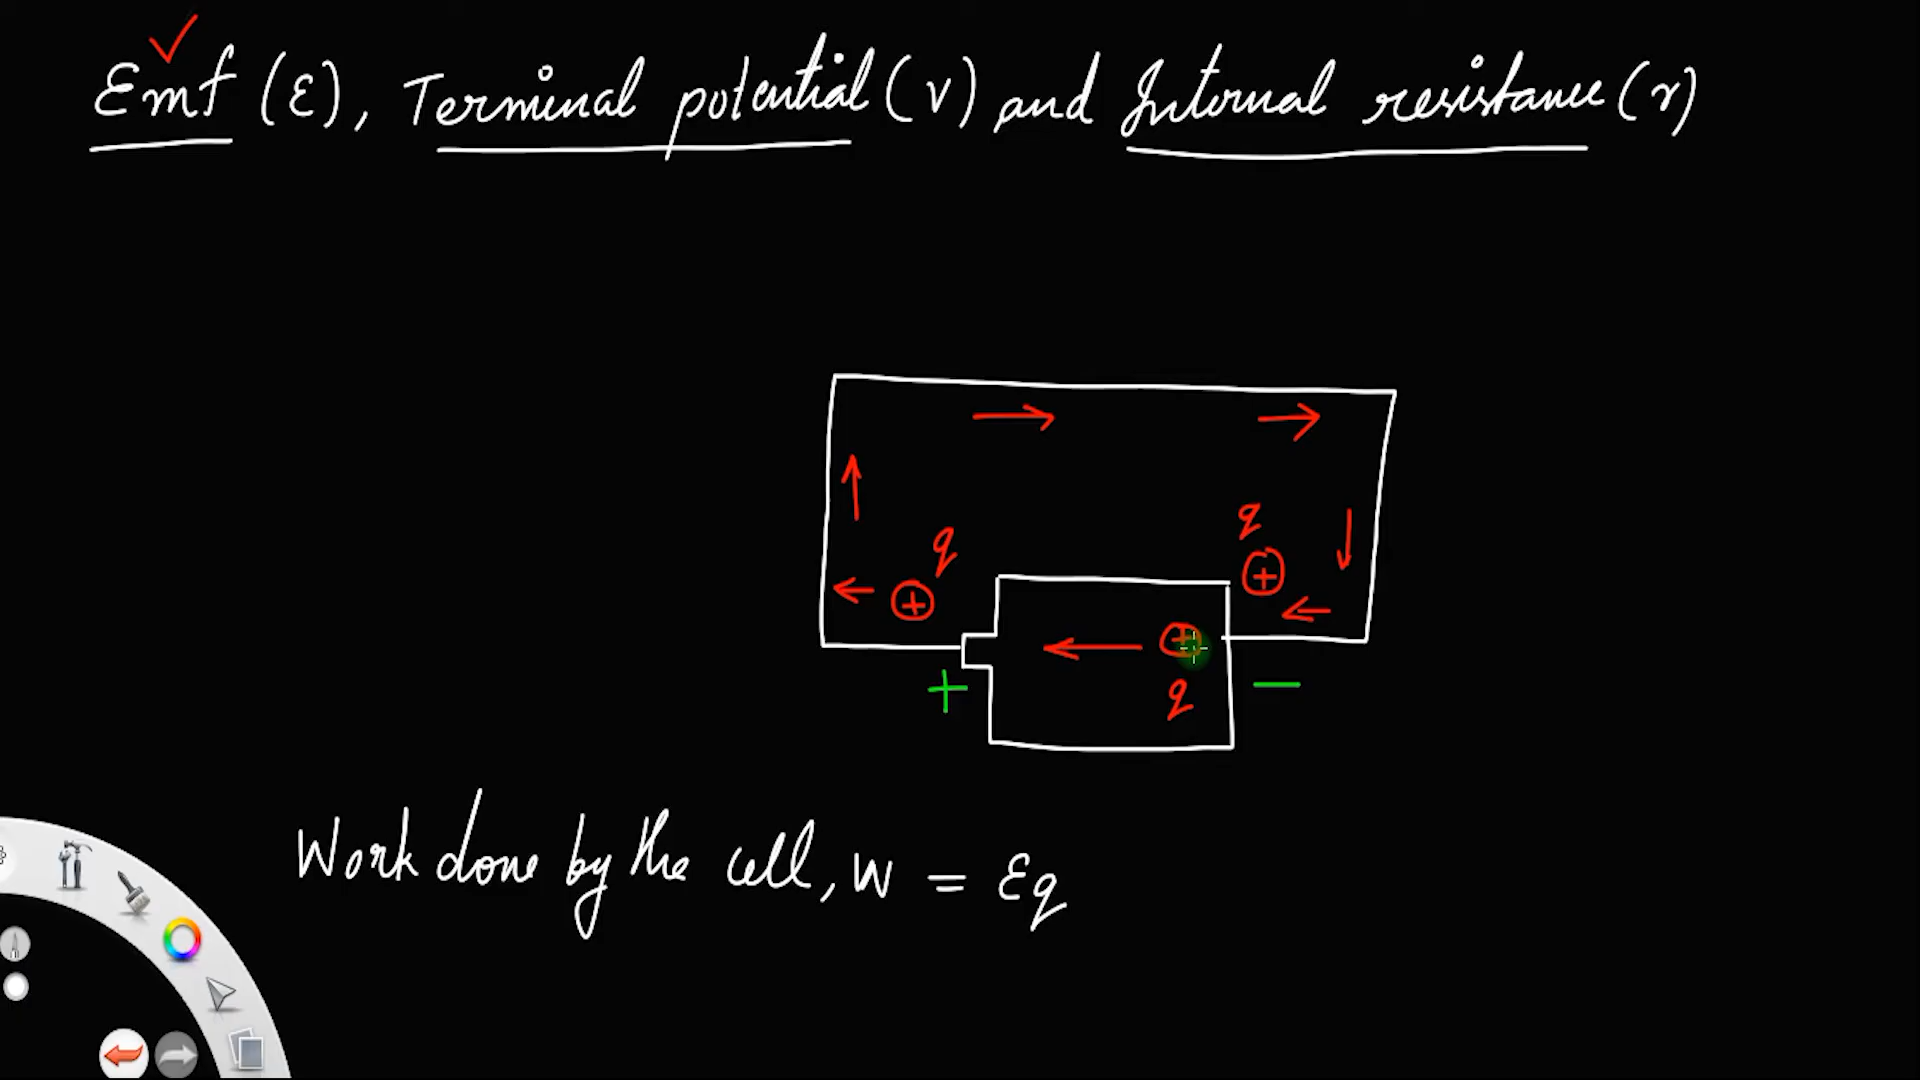 Emf (ε), Terminal potential (v) and Internal resistance (r)
q
q
+
+
+
q
+
−
Work done by the cell, W = εq